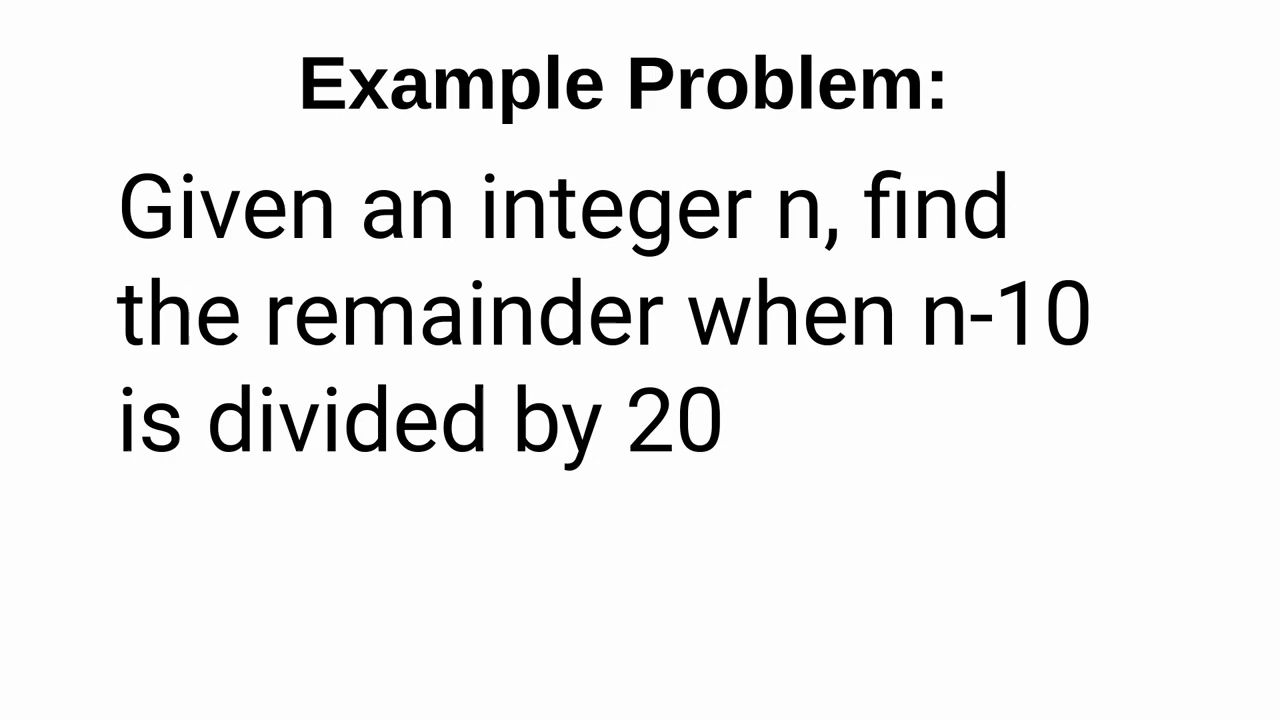 Example Problem:
Given an integer n, find
the remainder when n-10
is divided by 20